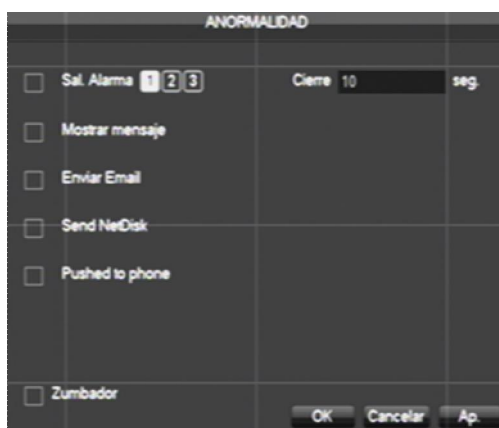 ANORMALIDAD
Sal. Alarma 1 2 3 Cierre 10 seg.
Mostrar mensaje
Enviar Email
Send NetDisk
Pushed to phone
Zumbador
OK Cancelar Ap.